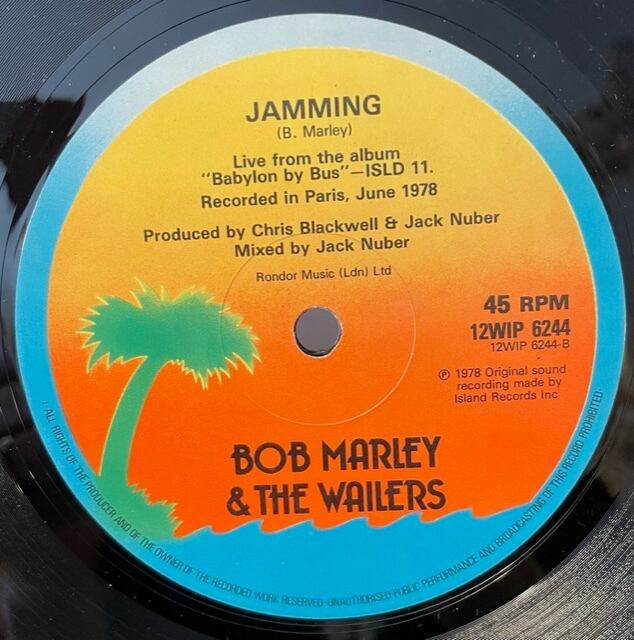 JAMMING
(B. Marley)
Live from the album
"Babylon by Bus"—ISLD 11.
Recorded in Paris, June 1978
Produced by Chris Blackwell & Jack Nuber
Mixed by Jack Nuber
Rondor Music (Ldn) Ltd
45 RPM
12WIP 6244
12WIP 6244-B
℗ 1978 Original sound
recording made by
Island Records Inc
BOB MARLEY
& THE WAILERS
ALL RIGHTS OF THE PRODUCER AND OF THE OWNER OF THE RECORDED WORK RESERVED·UNAUTHORISED PUBLIC PERFORMANCE AND BROADCASTING OF THIS RECORD PROHIBITED·